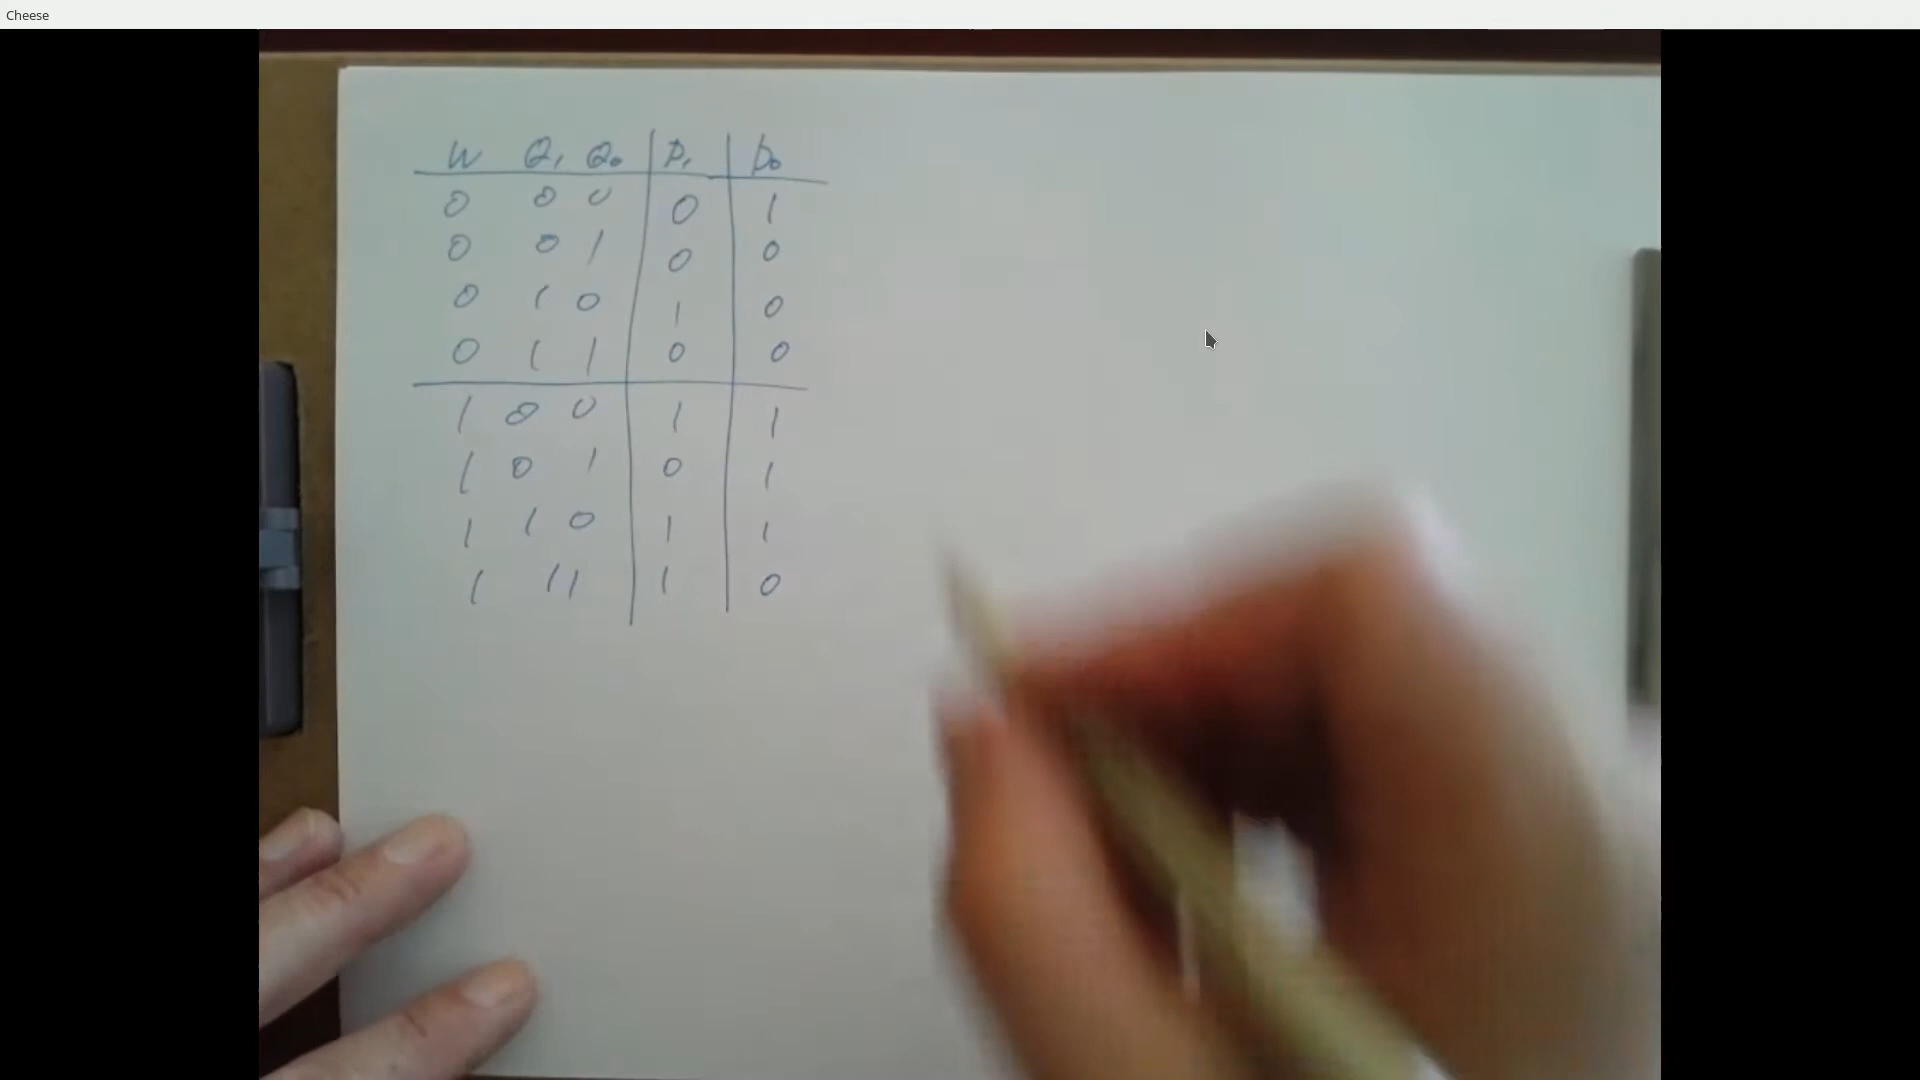 Cheese
W Q₁ Q₀ D₁ D₀
0 0 0 0 1
0 0 1 0 0
0 1 0 1 0
0 1 1 0 0
1 0 0 1 1
1 0 1 0 1
1 1 0 1 1
1 1 1 1 0